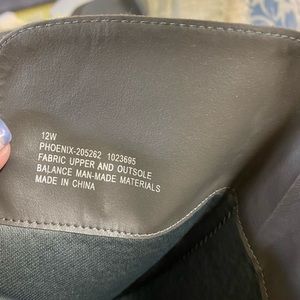 12W
PHOENIX-205262 1023695
FABRIC UPPER AND OUTSOLE
BALANCE MAN-MADE MATERIALS
MADE IN CHINA